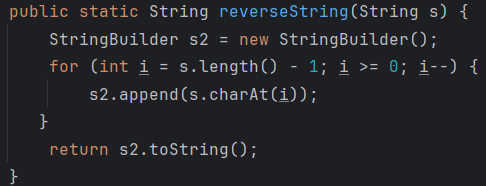 public static String reverseString(String s) {
    StringBuilder s2 = new StringBuilder();
    for (int i = s.length() - 1; i >= 0; i--) {
        s2.append(s.charAt(i));
   }
    return s2.toString();
}